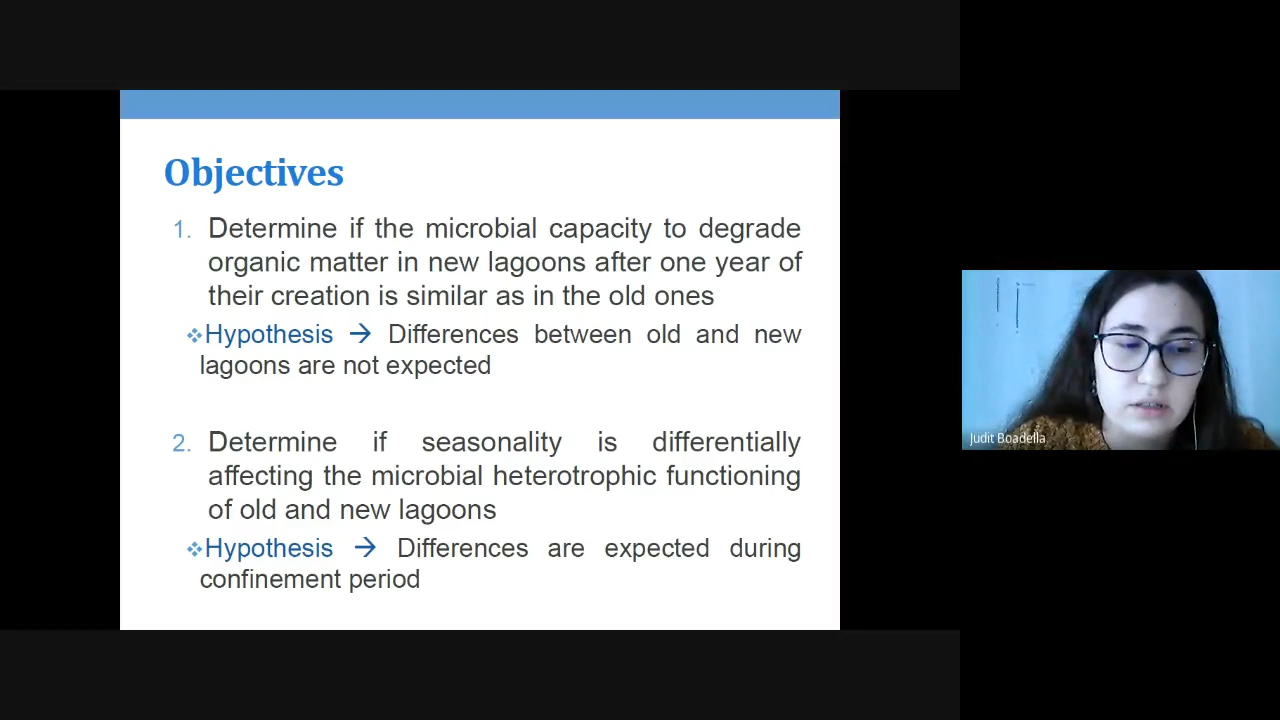 Objectives
1. Determine if the microbial capacity to degrade
organic matter in new lagoons after one year of
their creation is similar as in the old ones
❖Hypothesis → Differences between old and new
lagoons are not expected
2. Determine if seasonality is differentially
affecting the microbial heterotrophic functioning
of old and new lagoons
❖Hypothesis → Differences are expected during
confinement period
Judit Boadella